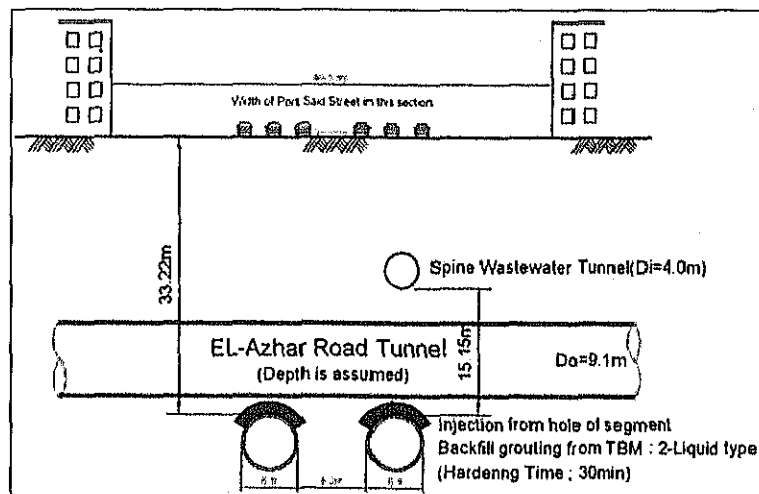 Width of Port Said Street in this section
33.22m
Spine Wastewater Tunnel(Di=4.0m)
15.15m
EL-Azhar Road Tunnel
(Depth is assumed)
Do=9.1m
Injection from hole of segment
Backfill grouting from TBM : 2-Liquid type
(Hardenng Time ; 30min)